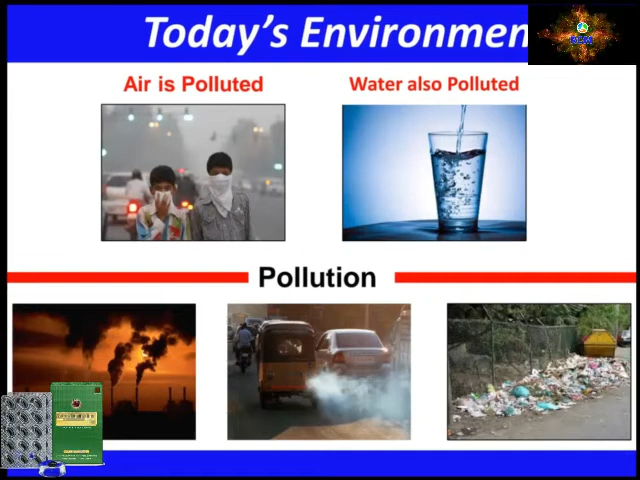 Today's Environmen
Air is Polluted
Water also Polluted
Pollution